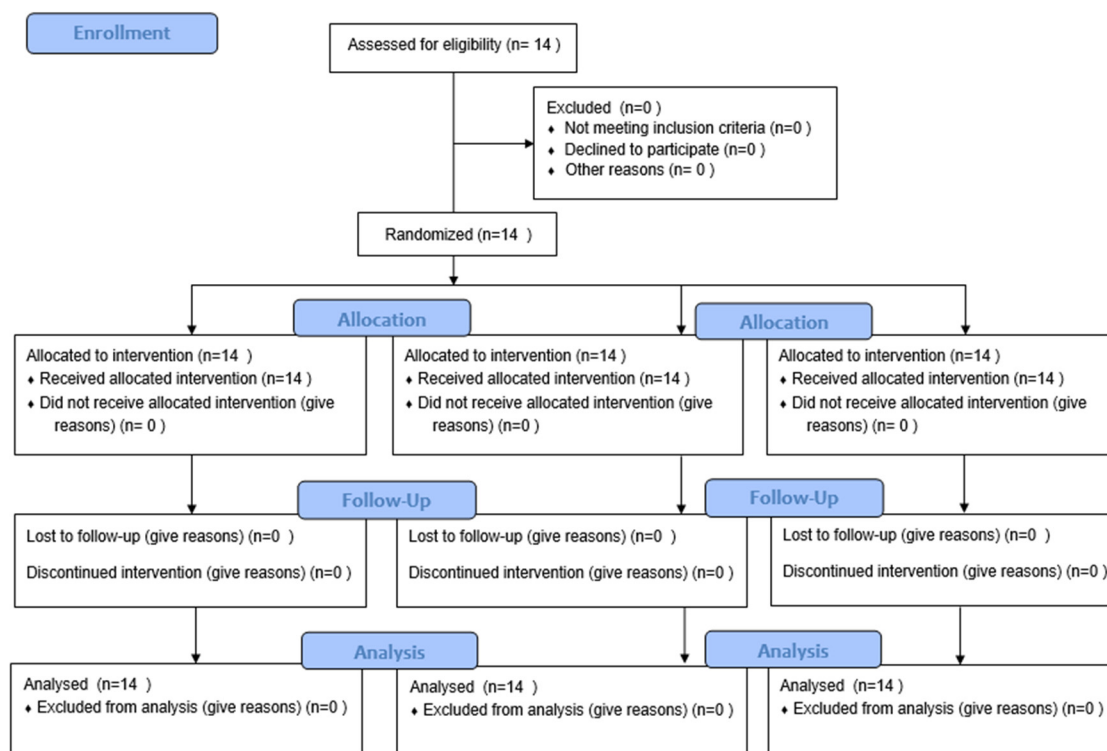 Enrollment
Assessed for eligibility (n= 14 )
Excluded (n=0 )
♦ Not meeting inclusion criteria (n=0 )
♦ Declined to participate (n=0 )
♦ Other reasons (n= 0 )
Randomized (n=14 )
Allocation
Allocation
Allocated to intervention (n=14 )
♦ Received allocated intervention (n=14 )
♦ Did not receive allocated intervention (give
reasons) (n= 0 )
Allocated to intervention (n=14 )
♦ Received allocated intervention (n=14 )
♦ Did not receive allocated intervention (give
reasons) (n=0 )
Allocated to intervention (n=14 )
♦ Received allocated intervention (n=14 )
♦ Did not receive allocated intervention (give
reasons) (n= 0 )
Follow-Up
Follow-Up
Lost to follow-up (give reasons) (n=0 )
Discontinued intervention (give reasons) (n=0 )
Lost to follow-up (give reasons) (n=0 )
Discontinued intervention (give reasons) (n=0 )
Lost to follow-up (give reasons) (n=0 )
Discontinued intervention (give reasons) (n=0 )
Analysis
Analysis
Analysed (n=14 )
♦ Excluded from analysis (give reasons) (n=0 )
Analysed (n=14 )
♦ Excluded from analysis (give reasons) (n=0 )
Analysed (n=14 )
♦ Excluded from analysis (give reasons) (n=0 )